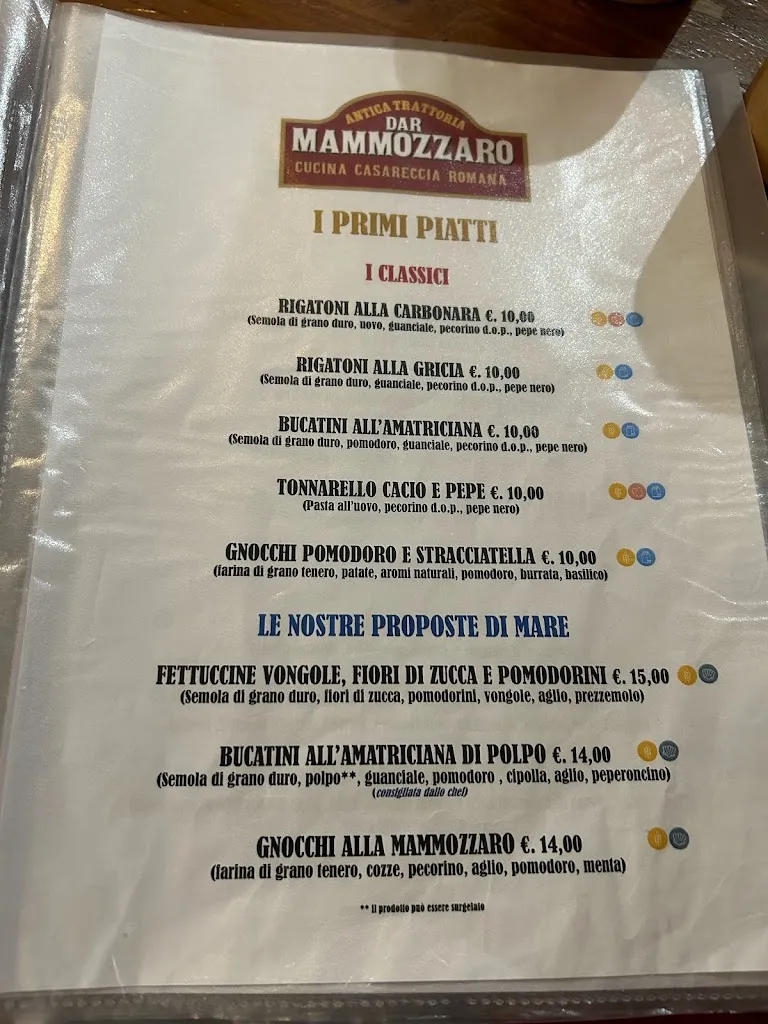 ANTICA TRATTORIA
DAR
MAMMOZZARO
CUCINA CASARECCIA ROMANA
I PRIMI PIATTI
I CLASSICI
RIGATONI ALLA CARBONARA €. 10,00
(Semola di grano duro, uovo, guanciale, pecorino d.o.p., pepe nero)
RIGATONI ALLA GRICIA €. 10,00
(Semola di grano duro, guanciale, pecorino d.o.p., pepe nero)
BUCATINI ALL'AMATRICIANA €. 10,00
(Semola di grano duro, pomodoro, guanciale, pecorino d.o.p., pepe nero)
TONNARELLO CACIO E PEPE €. 10,00
(Pasta all'uovo, pecorino d.o.p., pepe nero)
GNOCCHI POMODORO E STRACCIATELLA €. 10,00
(farina di grano tenero, patate, aromi naturali, pomodoro, burrata, basilico)
LE NOSTRE PROPOSTE DI MARE
FETTUCCINE VONGOLE, FIORI DI ZUCCA E POMODORINI €. 15,00
(Semola di grano duro, fiori di zucca, pomodorini, vongole, aglio, prezzemolo)
BUCATINI ALL'AMATRICIANA DI POLPO €. 14,00
(Semola di grano duro, polpo**, guanciale, pomodoro , cipolla, aglio, peperoncino)
(consigliata dallo chef)
GNOCCHI ALLA MAMMOZZARO €. 14,00
(farina di grano tenero, cozze, pecorino, aglio, pomodoro, menta)
** il prodotto può essere surgelato